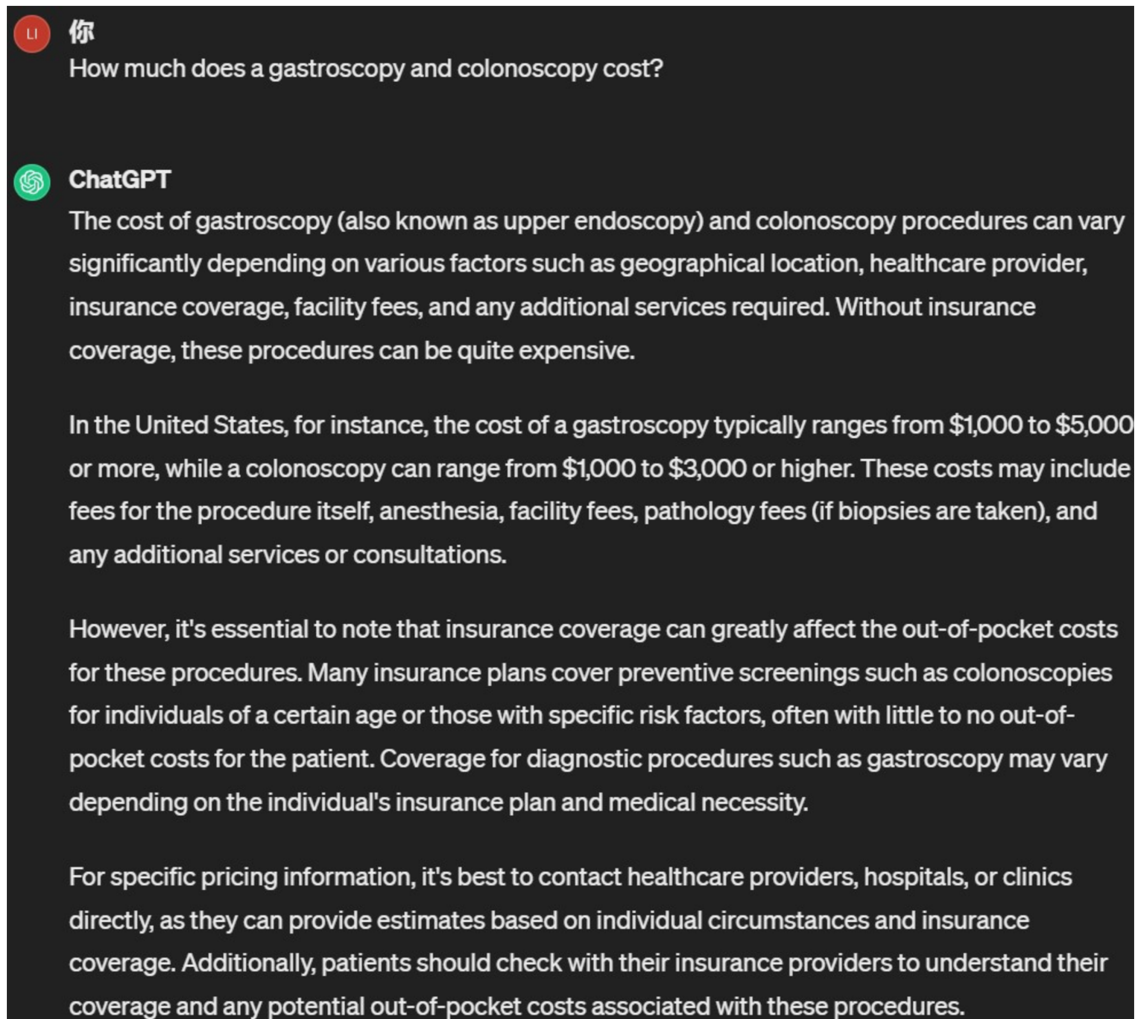 LI
你
How much does a gastroscopy and colonoscopy cost?
ChatGPT
The cost of gastroscopy (also known as upper endoscopy) and colonoscopy procedures can vary
significantly depending on various factors such as geographical location, healthcare provider,
insurance coverage, facility fees, and any additional services required. Without insurance
coverage, these procedures can be quite expensive.
In the United States, for instance, the cost of a gastroscopy typically ranges from $1,000 to $5,000
or more, while a colonoscopy can range from $1,000 to $3,000 or higher. These costs may include
fees for the procedure itself, anesthesia, facility fees, pathology fees (if biopsies are taken), and
any additional services or consultations.
However, it's essential to note that insurance coverage can greatly affect the out-of-pocket costs
for these procedures. Many insurance plans cover preventive screenings such as colonoscopies
for individuals of a certain age or those with specific risk factors, often with little to no out-of-
pocket costs for the patient. Coverage for diagnostic procedures such as gastroscopy may vary
depending on the individual's insurance plan and medical necessity.
For specific pricing information, it's best to contact healthcare providers, hospitals, or clinics
directly, as they can provide estimates based on individual circumstances and insurance
coverage. Additionally, patients should check with their insurance providers to understand their
coverage and any potential out-of-pocket costs associated with these procedures.